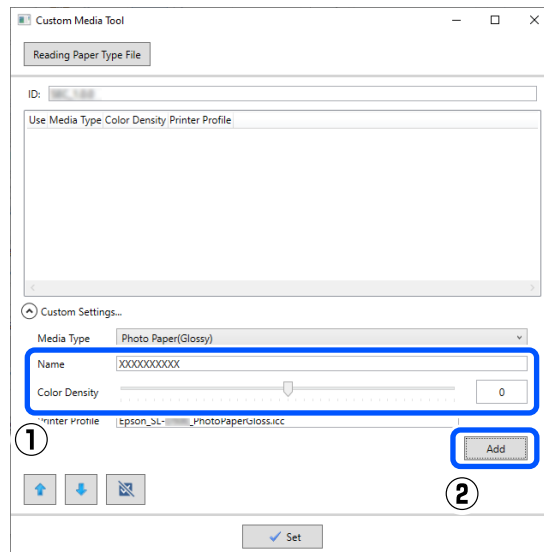 Custom Media Tool
Reading Paper Type File
ID:
Use Media Type Color Density Printer Profile
Custom Settings...
Media Type Photo Paper(Glossy)
Name XXXXXXXXXX
Color Density 0
Printer Profile Epson_SL- _PhotoPaperGloss.icc
① Add
②
Set